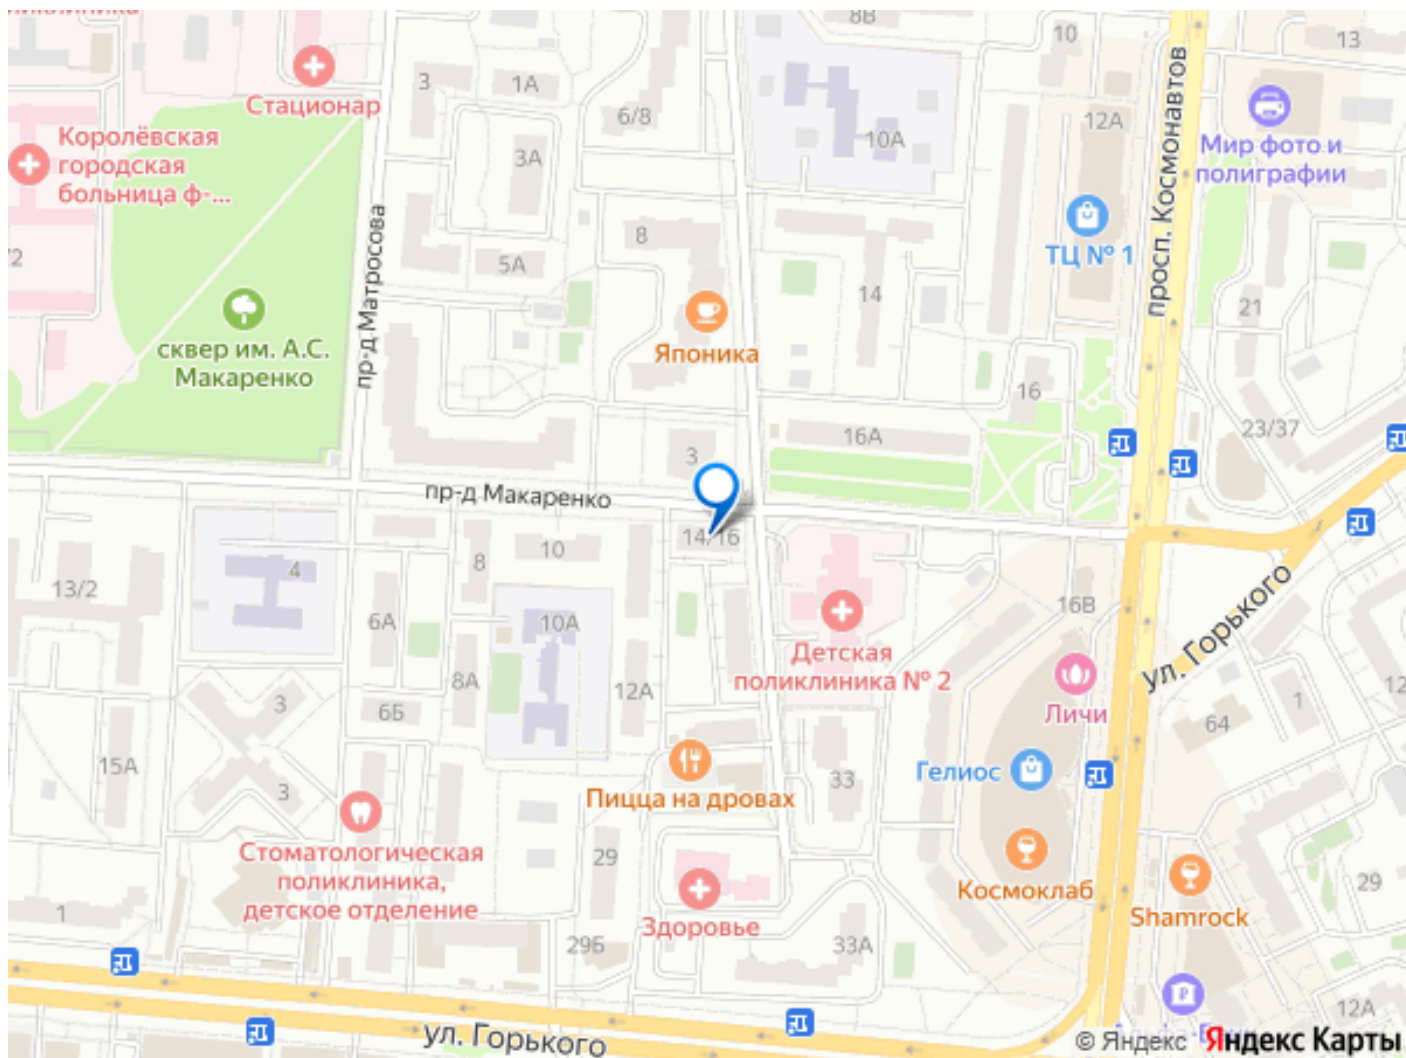 8В
10
13
Стационар
3
1А
6/8
12А
10А
Королёвская
городская
больница ф-...
3А
Мир фото и
полиграфии
просп. Космонавтов
пр-д Матросова
8
5А
ТЦ № 1
14
21
сквер им. А.С.
Макаренко
Японика
16
23/37
16А
3
пр-д Макаренко
14/16
10
8
4
13/2
6А
10А
16В
ул. Горького
Детская
поликлиника № 2
8А
12А
3
6Б
Личи
1
12
64
15А
33
Гелиос
3
Пицца на дровах
Стоматологическая
поликлиника,
детское отделение
29
Космоклаб
29
Здоровье
Shamrock
1
29Б
33А
12А
ул. Горького
© Яндекс Яндекс Карты